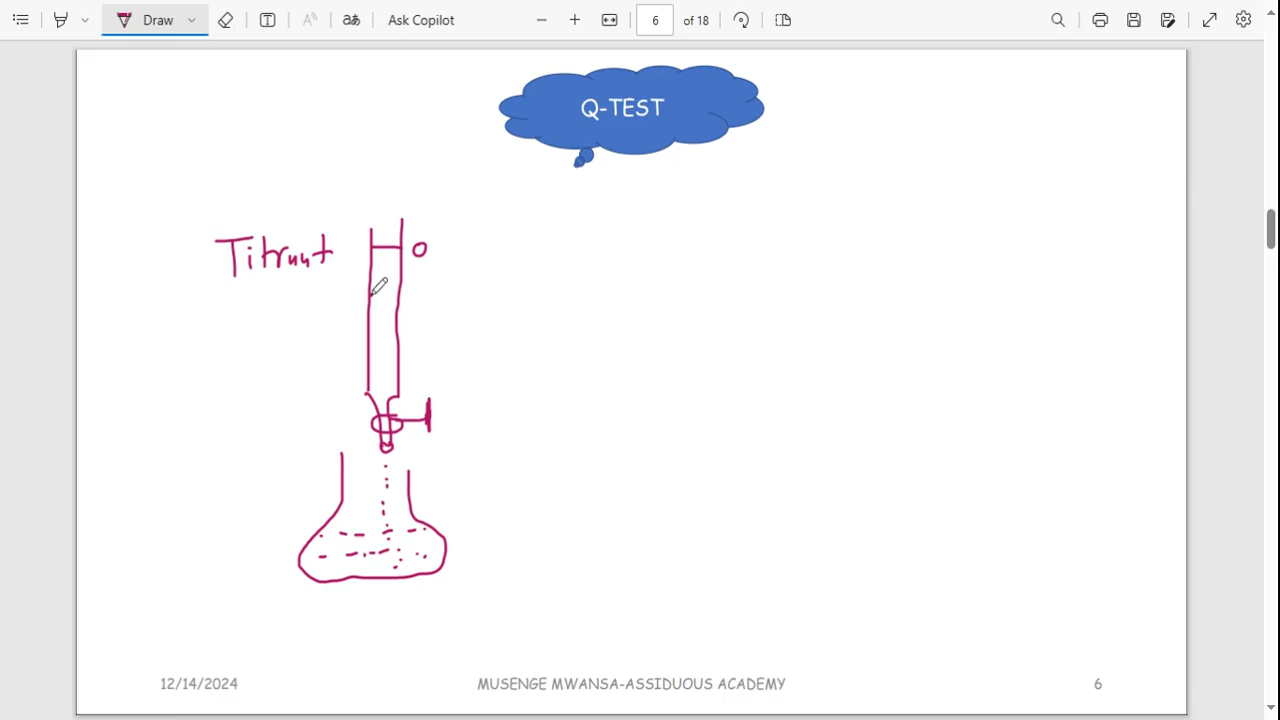 Draw
Ask Copilot
6 of 18
Q-TEST
Titrant
0
12/14/2024
MUSENGE MWANSA-ASSIDUOUS ACADEMY
6